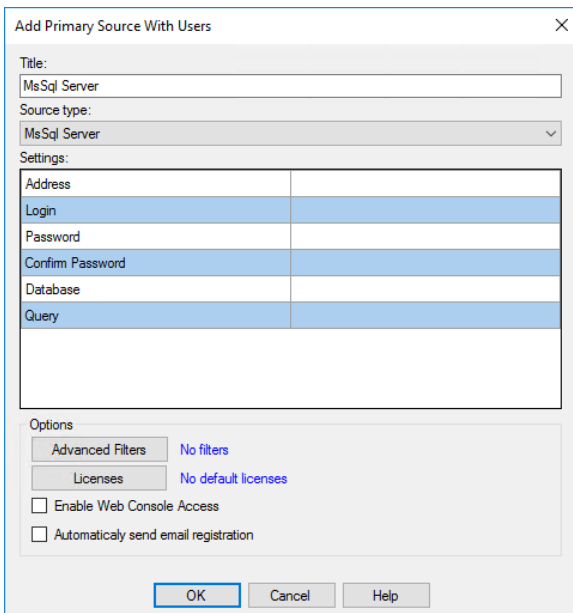 Add Primary Source With Users
Title:
MsSql Server
Source type:
MsSql Server
Settings:
Address
Login
Password
Confirm Password
Database
Query
Options
Advanced Filters No filters
Licenses No default licenses
Enable Web Console Access
Automaticaly send email registration
OK Cancel Help